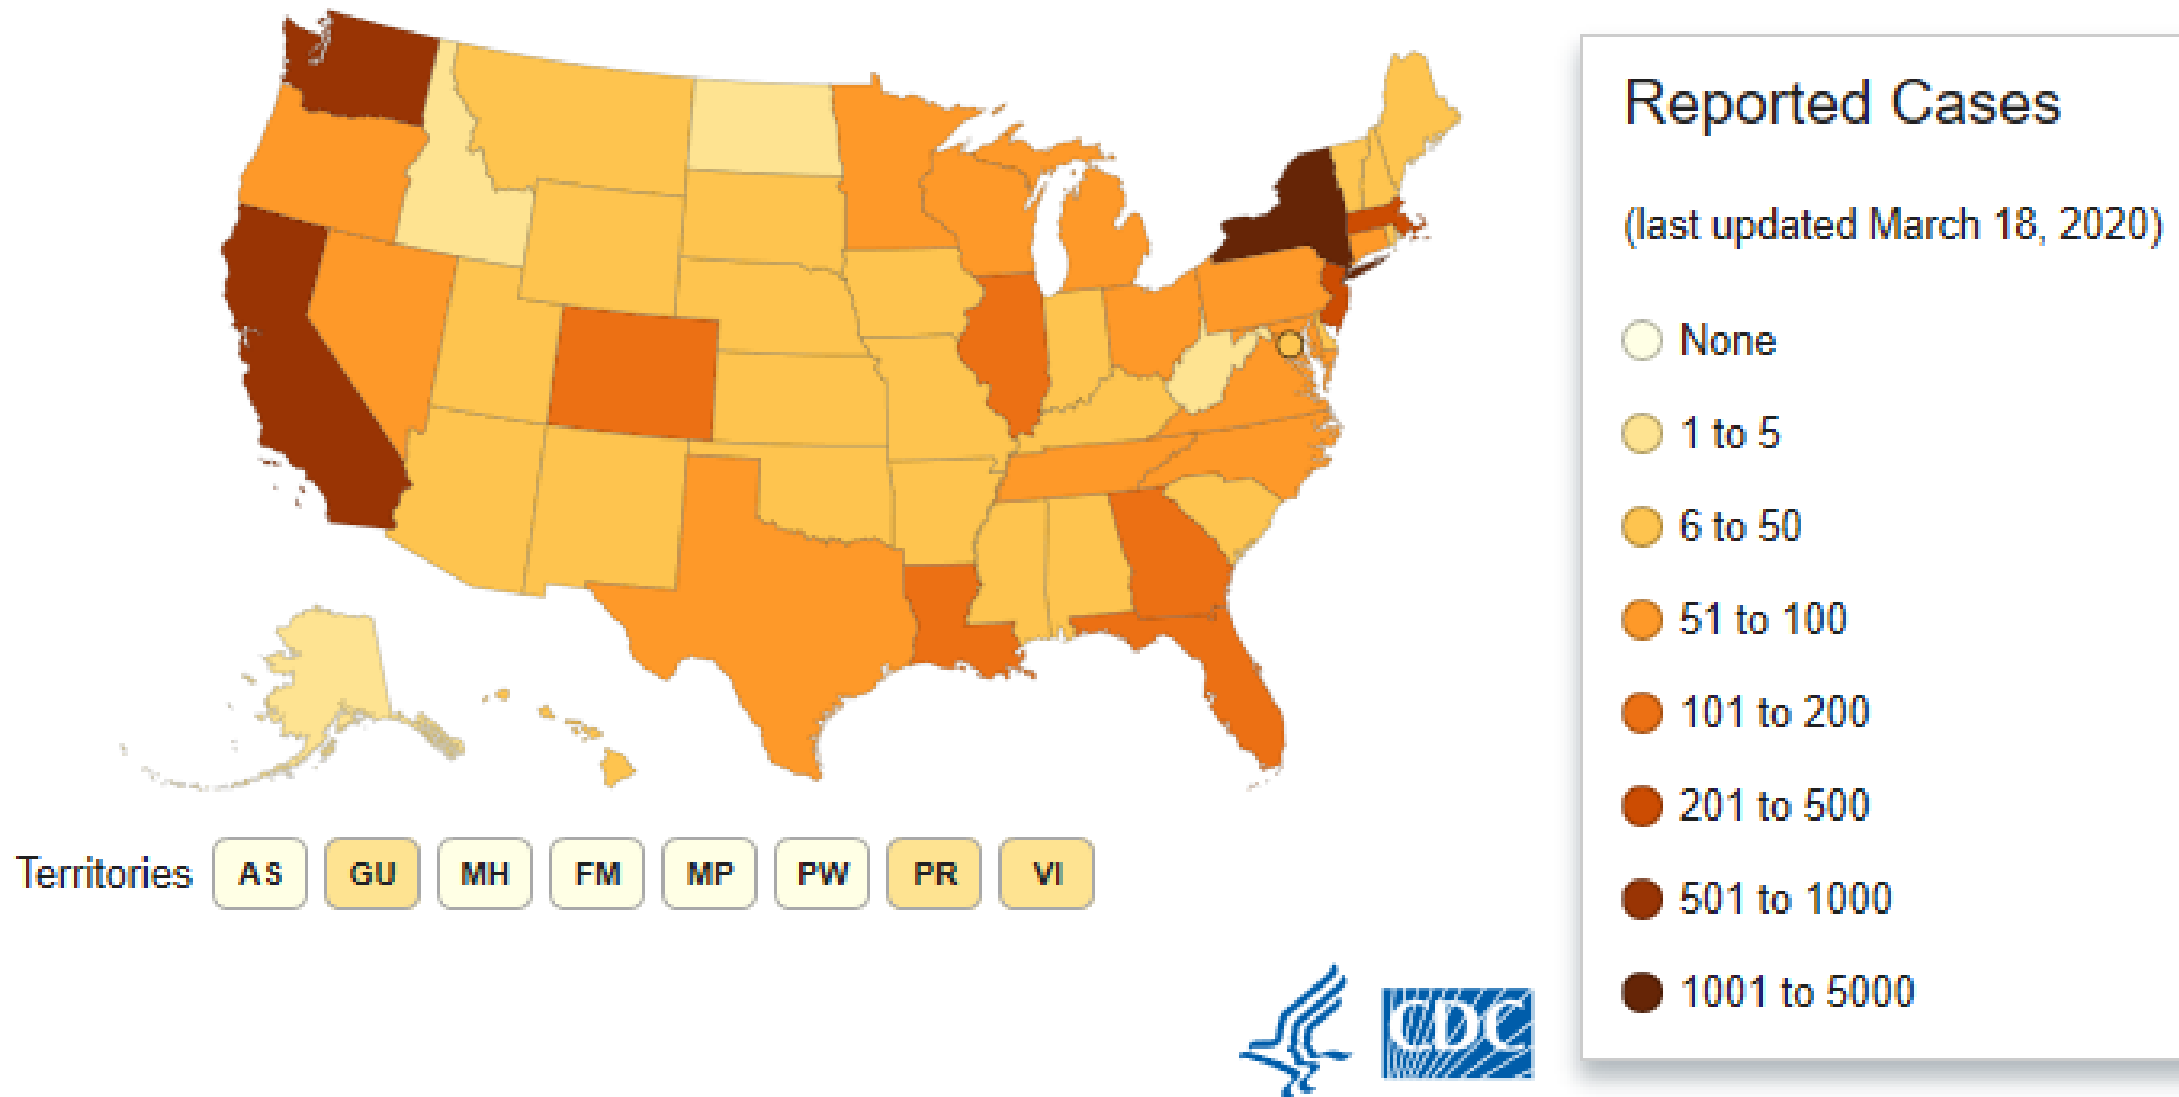 Reported Cases
(last updated March 18, 2020)
None
1 to 5
6 to 50
51 to 100
101 to 200
201 to 500
501 to 1000
1001 to 5000
Territories AS GU MH FM MP PW PR VI
CDC